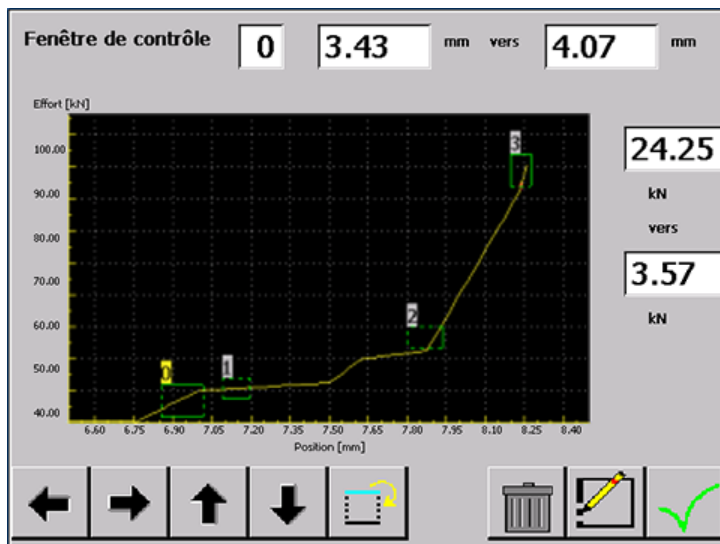 Fenêtre de contrôle 0 3.43 mm vers 4.07 mm
Effort [kN]
100.00
90.00
80.00
70.00
60.00
50.00
40.00
3
2
1
0
6.60 6.75 6.90 7.05 7.20 7.35 7.50 7.65 7.80 7.95 8.10 8.25 8.40
Position [mm]
24.25
kN
vers
3.57
kN